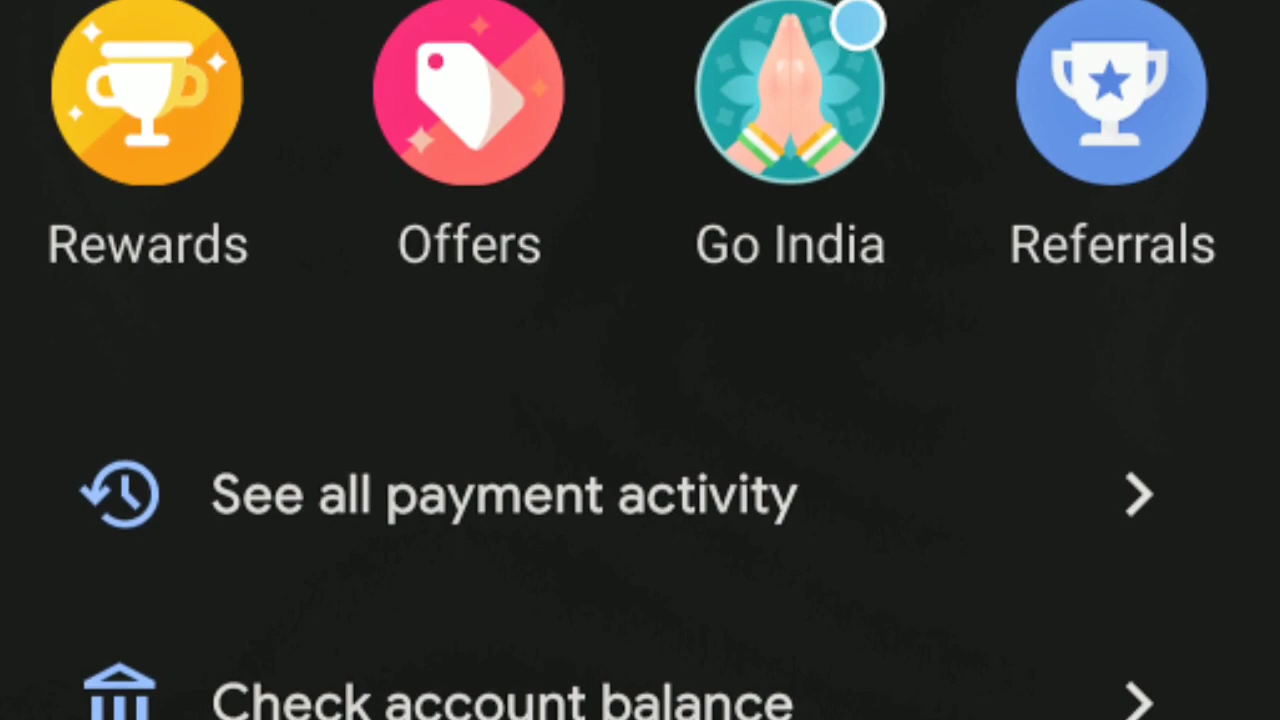 Rewards Offers Go India Referrals
See all payment activity
Check account balance